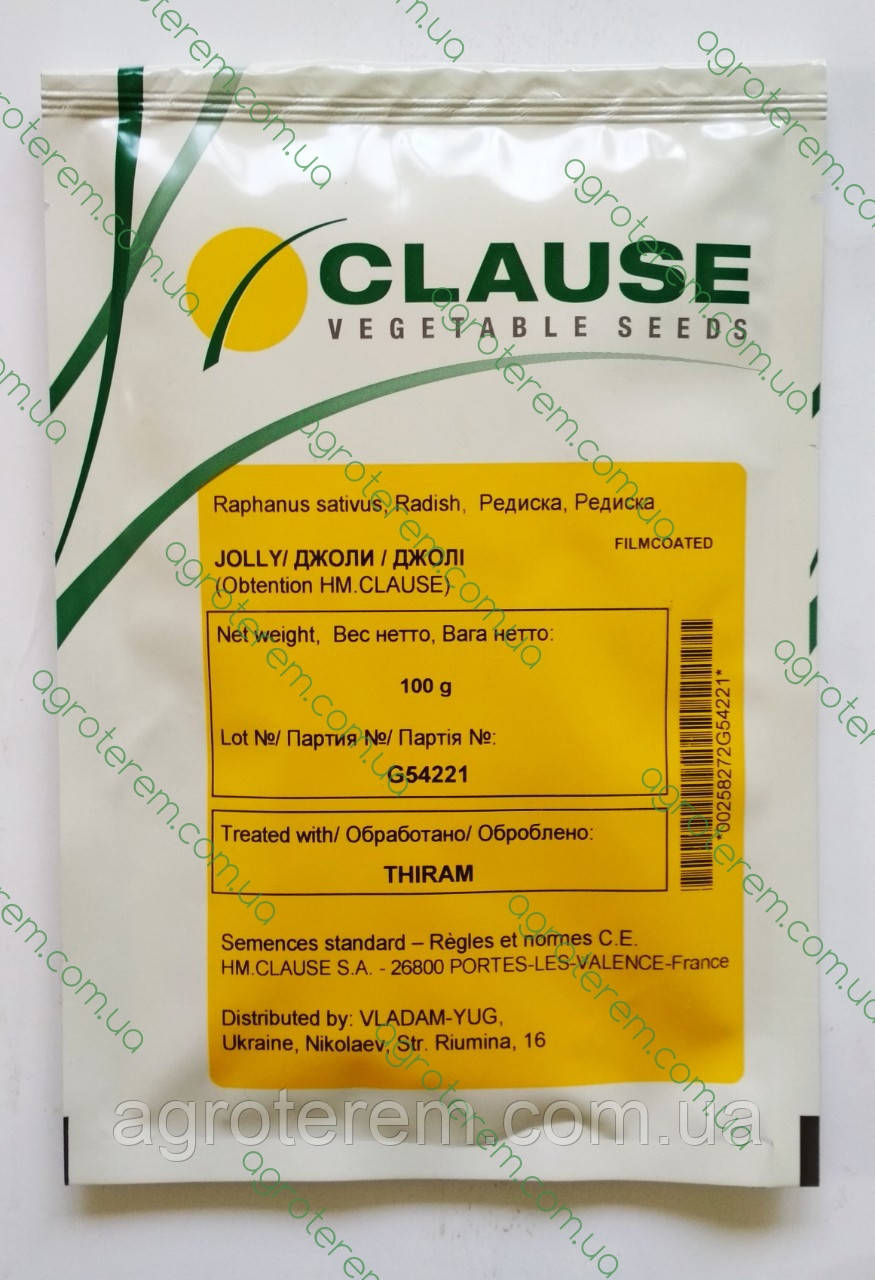 CLAUSE
VEGETABLE SEEDS
Raphanus sativus, Radish, Редиска, Редиска
FILMCOATED
JOLLY/ ДЖОЛИ / ДЖОЛІ
(Obtention HM.CLAUSE)
Net weight, Вес нетто, Вага нетто:
100 g
Lot №/ Партия №/ Партія №:
G54221
*00258272G54221*
Treated with/ Обработано/ Оброблено:
THIRAM
Semences standard – Règles et normes C.E.
HM.CLAUSE S.A. - 26800 PORTES-LES-VALENCE-France
Distributed by: VLADAM-YUG,
Ukraine, Nikolaev, Str. Riumina, 16
agroterem.com.ua